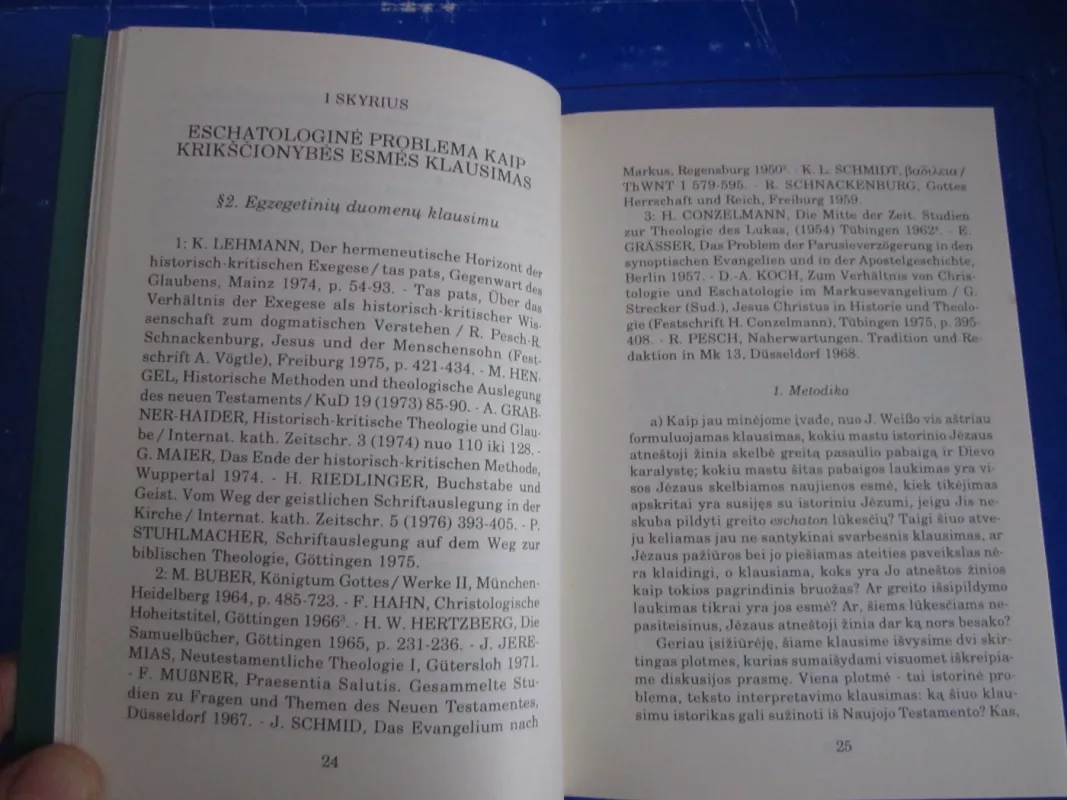 I SKYRIUS
ESCHATOLOGINĖ PROBLEMA KAIP
KRIKŠČIONYBĖS ESMĖS KLAUSIMAS
§2. Egzegetinių duomenų klausimu
1: K. LEHMANN, Der hermeneutische Horizont der
historisch-kritischen Exegese / tas pats, Gegenwart des
Glaubens, Mainz 1974, p. 54-93. - Tas pats, Über das
Verhältnis der Exegese als historisch-kritischer Wis-
senschaft zum dogmatischen Verstehen / R. Pesch-R.
Schnackenburg, Jesus und der Menschensohn (Fest-
schrift A. Vögtle), Freiburg 1975, p. 421-434. - M. HEN-
GEL, Historische Methoden und theologische Auslegung
des neuen Testaments / KuD 19 (1973) 85-90. - A. GRAB-
NER-HAIDER, Historisch-kritische Theologie und Glau-
be / Internat. kath. Zeitschr. 3 (1974) nuo 110 iki 128. -
G. MAIER, Das Ende der historisch-kritischen Methode,
Wuppertal 1974. - H. RIEDLINGER, Buchstabe und
Geist. Vom Weg der geistlichen Schriftauslegung in der
Kirche / Internat. kath. Zeitschr. 5 (1976) 393-405. - P.
STUHLMACHER, Schriftauslegung auf dem Weg zur
biblischen Theologie, Göttingen 1975.
2: M. BUBER, Königtum Gottes / Werke II, München-
Heidelberg 1964, p. 485-723. - F. HAHN, Christologische
Hoheitstitel, Göttingen 1966³. - H. W. HERTZBERG, Die
Samuelbücher, Göttingen 1965, p. 231-236. - J. JERE-
MIAS, Neutestamentliche Theologie I, Gütersloh 1971.
- F. MUßNER, Praesentia Salutis. Gesammelte Stu-
dien zu Fragen und Themen des Neuen Testamentes,
Düsseldorf 1967. - J. SCHMID, Das Evangelium nach
24
Markus, Regensburg 1950². - K. L. SCHMIDT, βαδιλεια /
ThWNT 1 579-595. - R. SCHNACKENBURG, Gottes
Herrschaft und Reich, Freiburg 1959.
3: H. CONZELMANN, Die Mitte der Zeit. Studien
zur Theologie des Lukas, (1954) Tübingen 1962⁴. - E.
GRÄSSER, Das Problem der Parusieverzögerung in den
synoptischen Evangelien und in der Apostelgeschichte,
Berlin 1957. - D.-A. KOCH, Zum Verhältnis von Chris-
tologie und Eschatologie im Markusevangelium / G.
Strecker (Sud.), Jesus Christus in Historie und Theolo-
gie (Festschrift H. Conzelmann), Tübingen 1975, p. 395-
408. - R. PESCH, Naherwartungen. Tradition und Re-
daktion in Mk 13, Düsseldorf 1968.
1. Metodika
a) Kaip jau minėjome įvade, nuo J. Weißo vis aštriau
formuluojamas klausimas, kokiu mastu istorinio Jėzaus
atneštoji žinia skelbė greitą pasaulio pabaigą ir Dievo
karalystę; kokiu mastu šitas pabaigos laukimas yra vi-
sos Jėzaus skelbiamos naujienos esmė, kiek tikėjimas
apskritai yra susijęs su istoriniu Jėzumi, jeigu Jis ne-
skuba pildyti greito eschaton lūkesčių? Taigi šiuo atve-
ju keliamas jau ne santykinai svarbesnis klausimas, ar
Jėzaus pažiūros bei jo piešiamas ateities paveikslas nė-
ra klaidingi, o klausiama, koks yra Jo atneštos žinios
kaip tokios pagrindinis bruožas? Ar greito išsipildymo
laukimas tikrai yra jos esmė? Ar, šiems lūkesčiams ne-
pasiteisinus, Jėzaus atneštoji žinia dar ką nors besako?
Geriau įsižiūrėję, šiame klausime išvysime dvi skir-
tingas plotmes, kurias sumaišydami visuomet iškreipia-
me diskusijos prasmę. Viena plotmė - tai istorinė pro-
blema, teksto interpretavimo klausimas: ką šiuo klau-
simu istorikas gali sužinoti iš Naujojo Testamento? Kas,
25